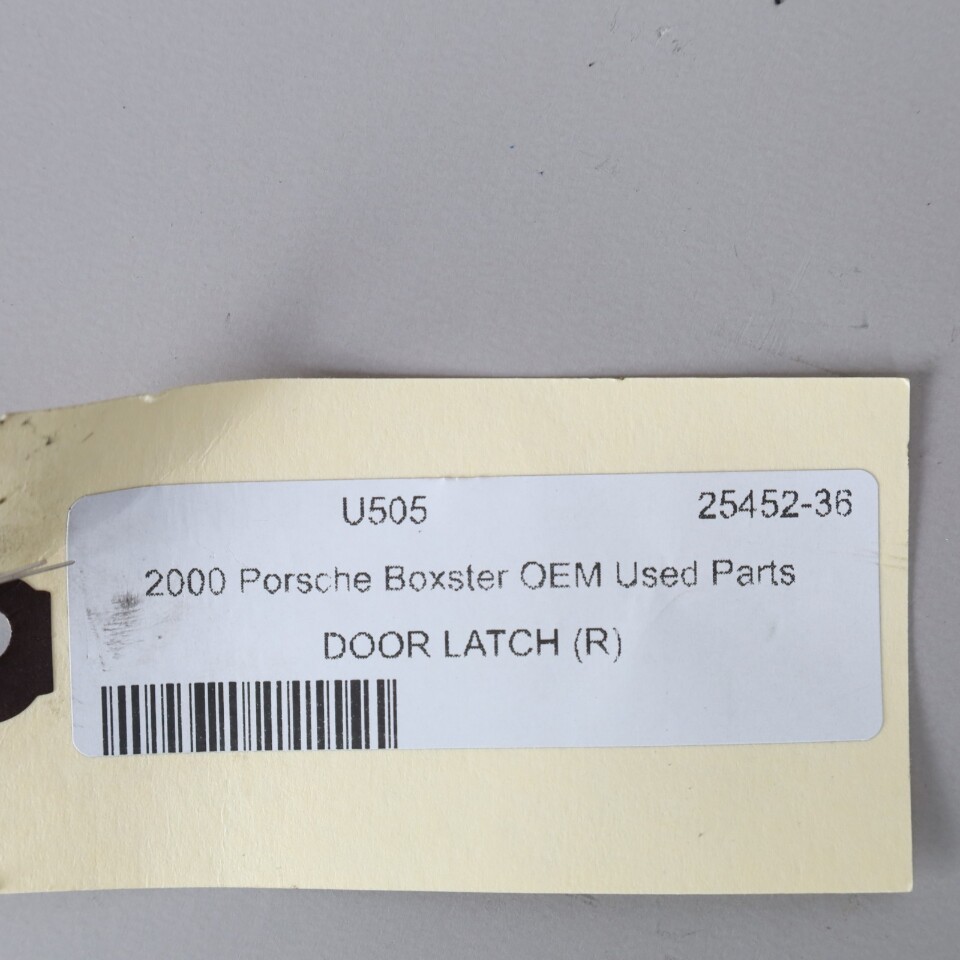 U505 25452-36
2000 Porsche Boxster OEM Used Parts
DOOR LATCH (R)